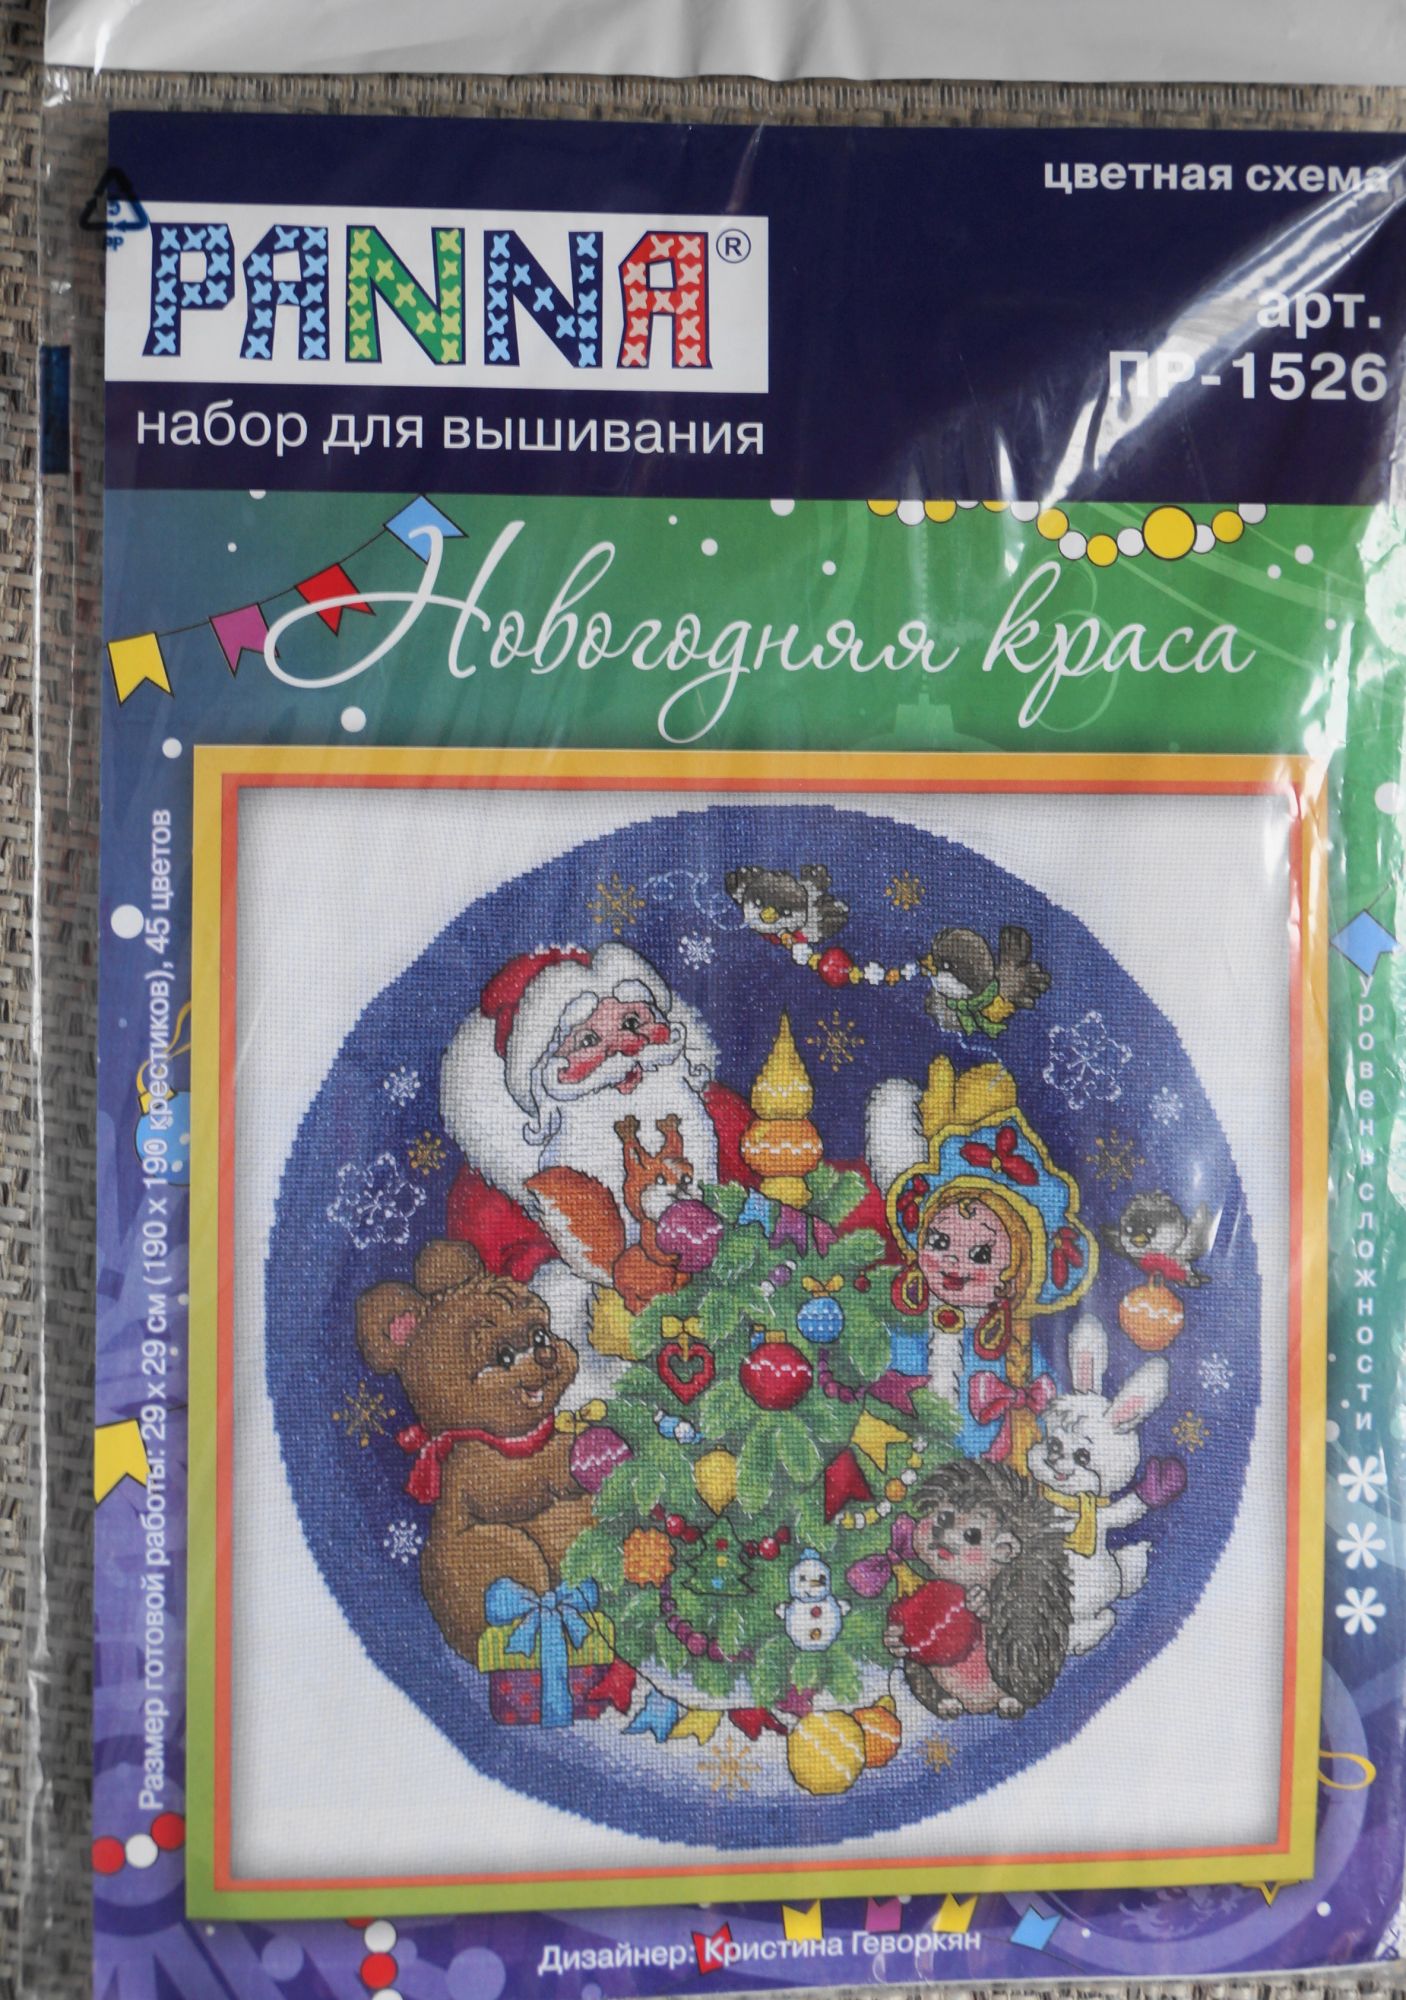 цветная схема
PANNA®
арт.
ПР-1526
набор для вышивания
Новогодняя краса
Размер готовой работы: 29 x 29 см (190 x 190 крестиков), 45 цветов
уровень сложности
Дизайнер: Кристина Геворкян